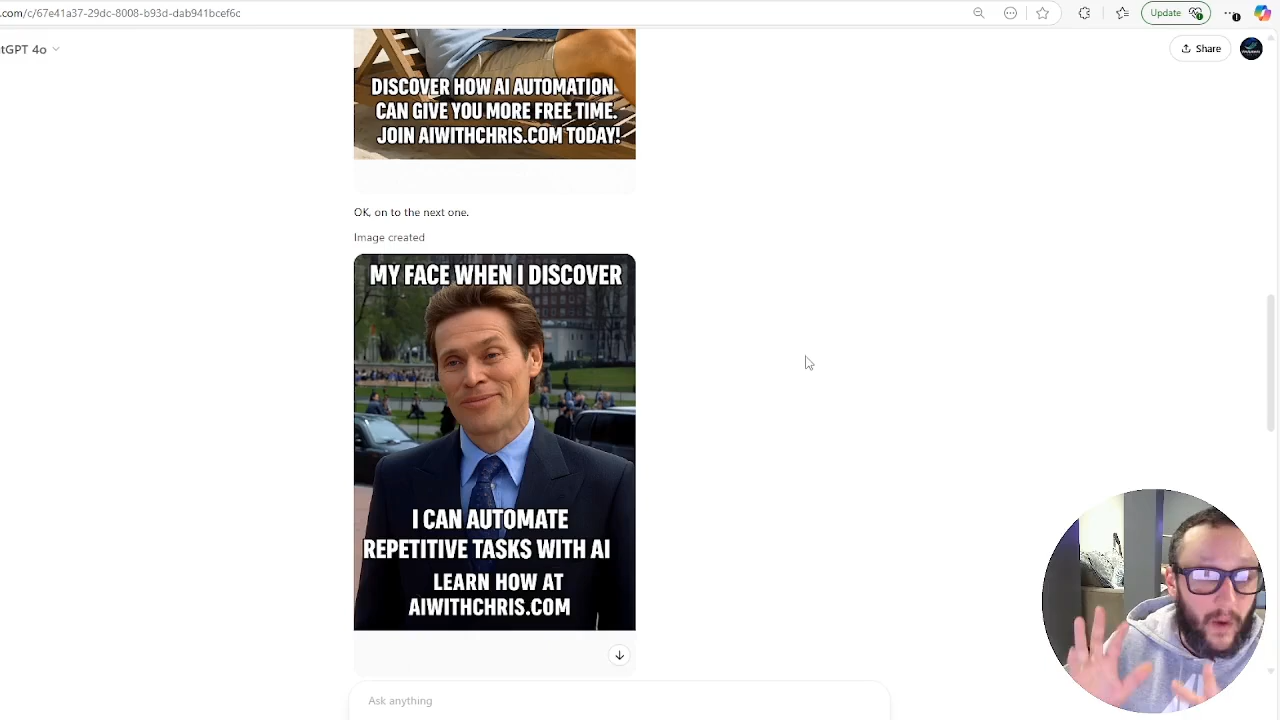 .com/c/67e41a37-29dc-8008-b93d-dab941bcef6c
Update
tGPT 4o
Share
DISCOVER HOW AI AUTOMATION
CAN GIVE YOU MORE FREE TIME.
JOIN AIWITHCHRIS.COM TODAY!
OK, on to the next one.
Image created
MY FACE WHEN I DISCOVER
I CAN AUTOMATE
REPETITIVE TASKS WITH AI
LEARN HOW AT
AIWITHCHRIS.COM
Ask anything